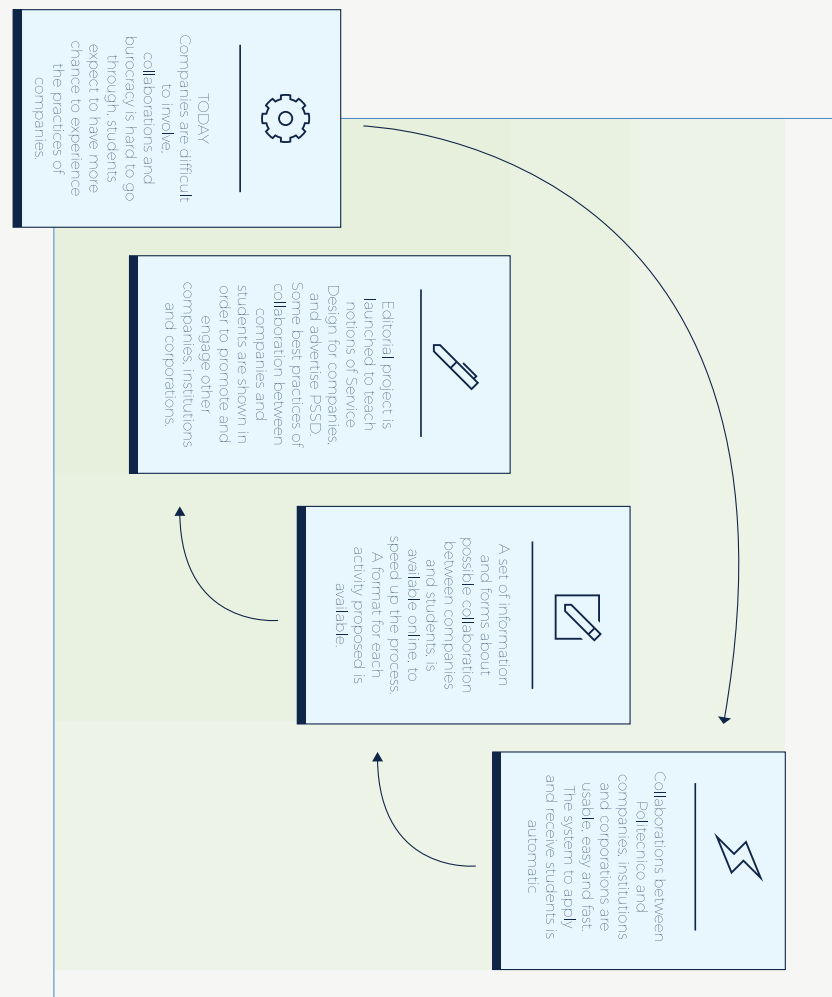 TODAY
Companies are difficult
to involve,
collaborations and
burocracy is hard to go
through, students
expect to have more
chance to experience
the practices of
companies.
Editorial project is
launched to teach
notions of Service
Design for companies,
and advertise PSSD.
Some best practices of
collaboration between
companies and
students are shown in
order to promote and
engage other
companies, institutions
and corporations.
A set of information
and forms about
possible collaboration
between companies
and students, is
available online, to
speed up the process.
A format for each
activity proposed is
available.
Collaborations between
Politecnico and
companies, institutions
and corporations are
usable, easy and fast.
The system to apply
and receive students is
automatic